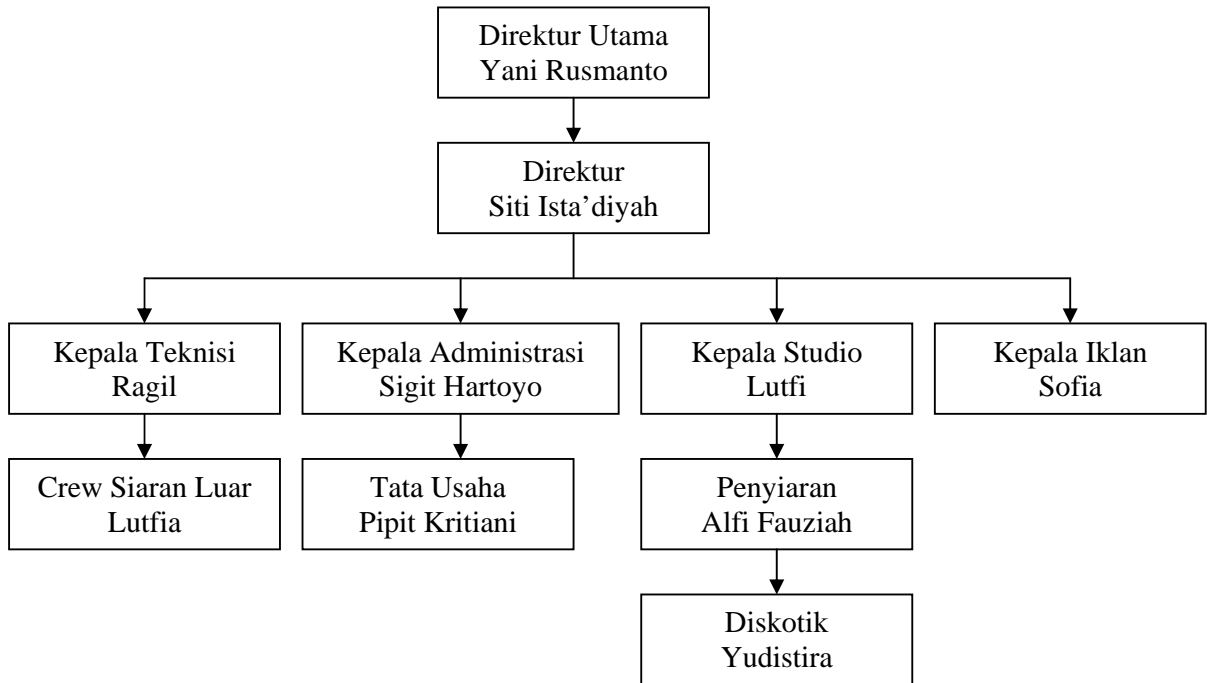 Direktur Utama
Yani Rusmanto
Direktur
Siti Ista’diyah
Kepala Teknisi
Ragil
Kepala Administrasi
Sigit Hartoyo
Kepala Studio
Lutfi
Kepala Iklan
Sofia
Crew Siaran Luar
Lutfia
Tata Usaha
Pipit Kritiani
Penyiaran
Alfi Fauziah
Diskotik
Yudistira